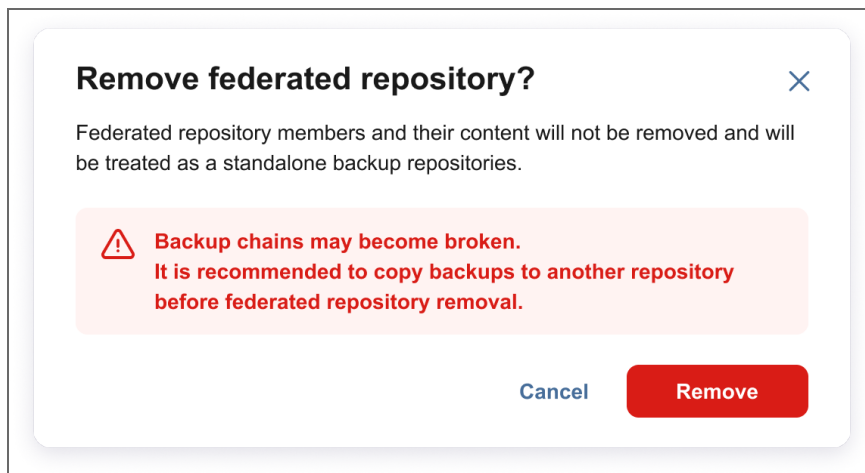 Remove federated repository?
Federated repository members and their content will not be removed and will
be treated as a standalone backup repositories.
Backup chains may become broken.
It is recommended to copy backups to another repository
before federated repository removal.
Cancel Remove